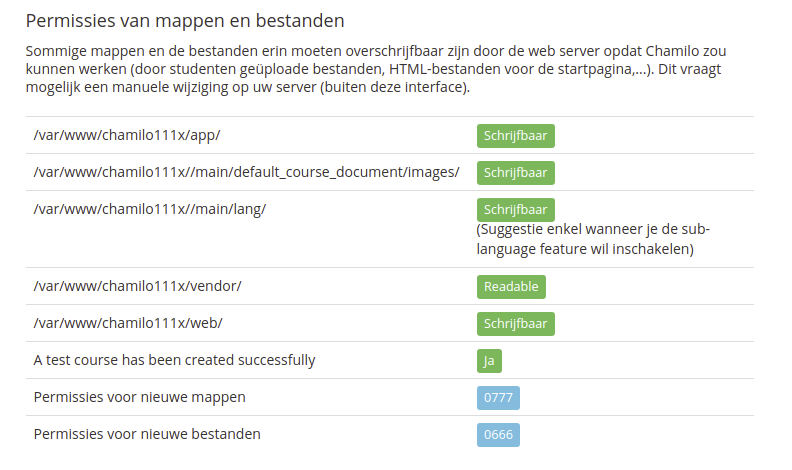 Permissies van mappen en bestanden
Sommige mappen en de bestanden erin moeten overschrijfbaar zijn door de web server opdat Chamilo zou
kunnen werken (door studenten geüploade bestanden, HTML-bestanden voor de startpagina,...). Dit vraagt
mogelijk een manuele wijziging op uw server (buiten deze interface).
/var/www/chamilo111x/app/ Schrijfbaar
/var/www/chamilo111x//main/default_course_document/images/ Schrijfbaar
/var/www/chamilo111x//main/lang/ Schrijfbaar
(Suggestie enkel wanneer je de sub-
language feature wil inschakelen)
/var/www/chamilo111x/vendor/ Readable
/var/www/chamilo111x/web/ Schrijfbaar
A test course has been created successfully Ja
Permissies voor nieuwe mappen 0777
Permissies voor nieuwe bestanden 0666